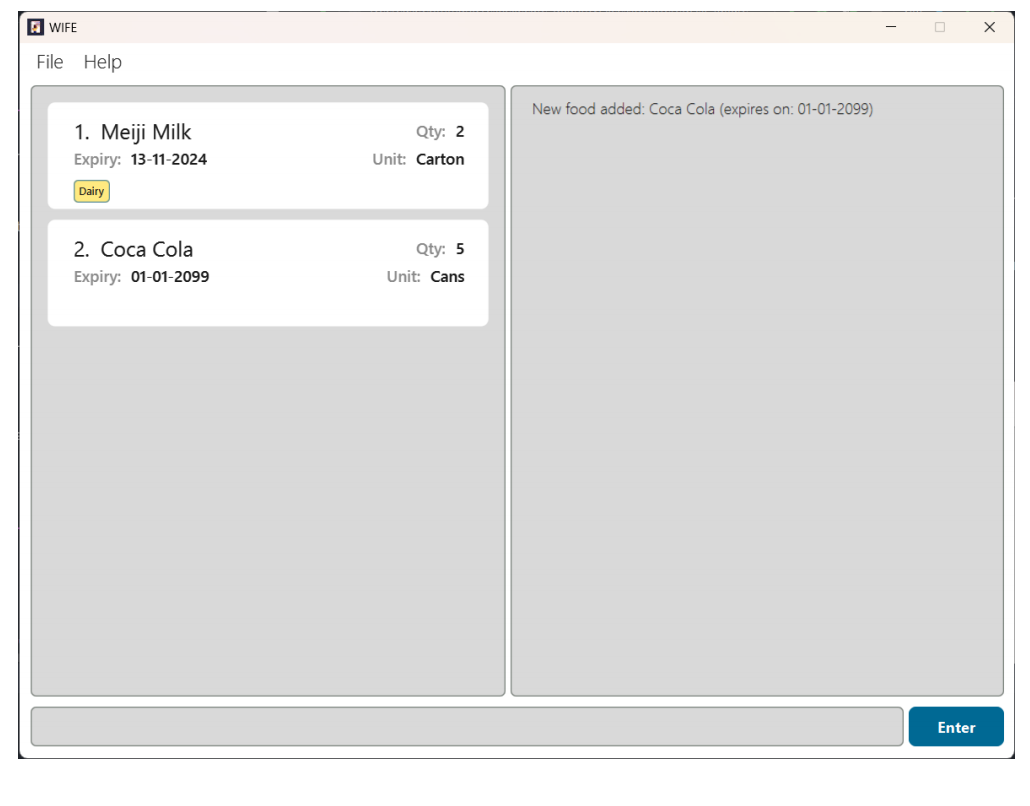 WIFE
File Help
1. Meiji Milk Qty: 2
Expiry: 13-11-2024 Unit: Carton
Dairy
2. Coca Cola Qty: 5
Expiry: 01-01-2099 Unit: Cans
New food added: Coca Cola (expires on: 01-01-2099)
Enter